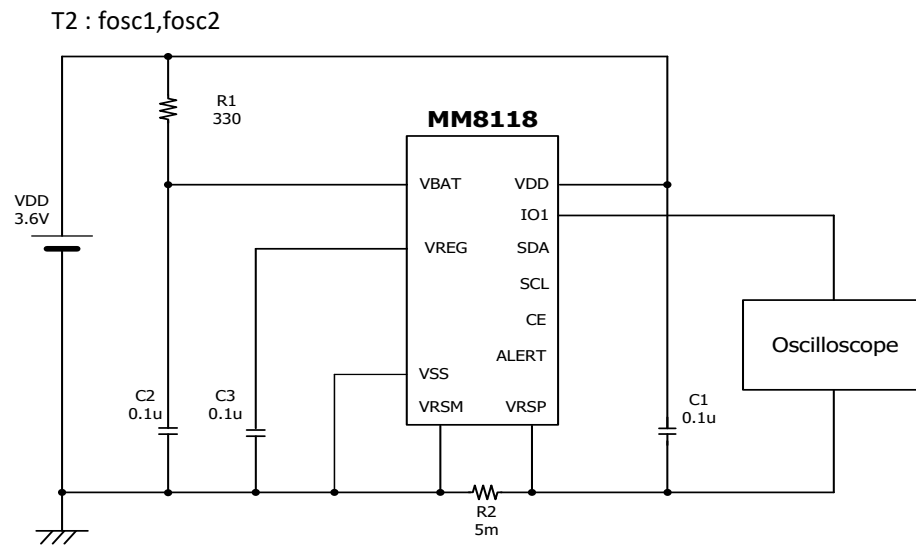 T2 : fosc1,fosc2
R1
330
MM8118
VDD
3.6V
VBAT
VDD
IO1
VREG
SDA
SCL
CE
ALERT
VSS
VRSM
VRSP
Oscilloscope
C2
0.1u
C3
0.1u
C1
0.1u
R2
5m